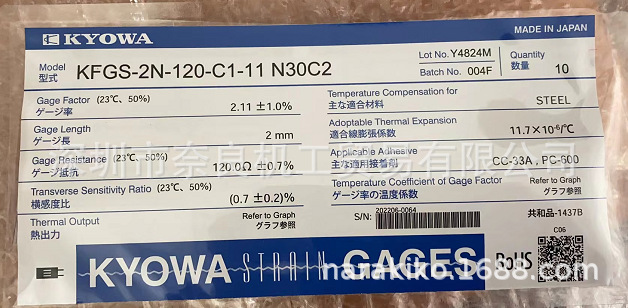 KYOWA
MADE IN JAPAN
Model
型式
KFGS-2N-120-C1-11 N30C2
Lot No. Y4824M
Batch No. 004F
Quantity
数量
10
Gage Factor (23℃, 50%)
ゲージ率
2.11 ±1.0%
Gage Length
ゲージ長
2 mm
Gage Resistance (23℃, 50%)
ゲージ抵抗
120.0Ω ±0.7%
Transverse Sensitivity Ratio (23℃, 50%)
横感度比
(0.7 ±0.2)%
Thermal Output
熱出力
Refer to Graph
グラフ参照
Temperature Compensation for
主な適合材料
STEEL
Adoptable Thermal Expansion
適合線膨張係数
11.7×10-6/℃
Applicable Adhesive
主な適用接着剤
CC-33A , PC-600
Temperature Coefficient of Gage Factor
ゲージ率の温度係数
Refer to Graph
グラフ参照
S/N:
202206-0064
共和品-1437B
C06
RoHS
KYOWA STRAIN GAGES
narakiko.1688.com